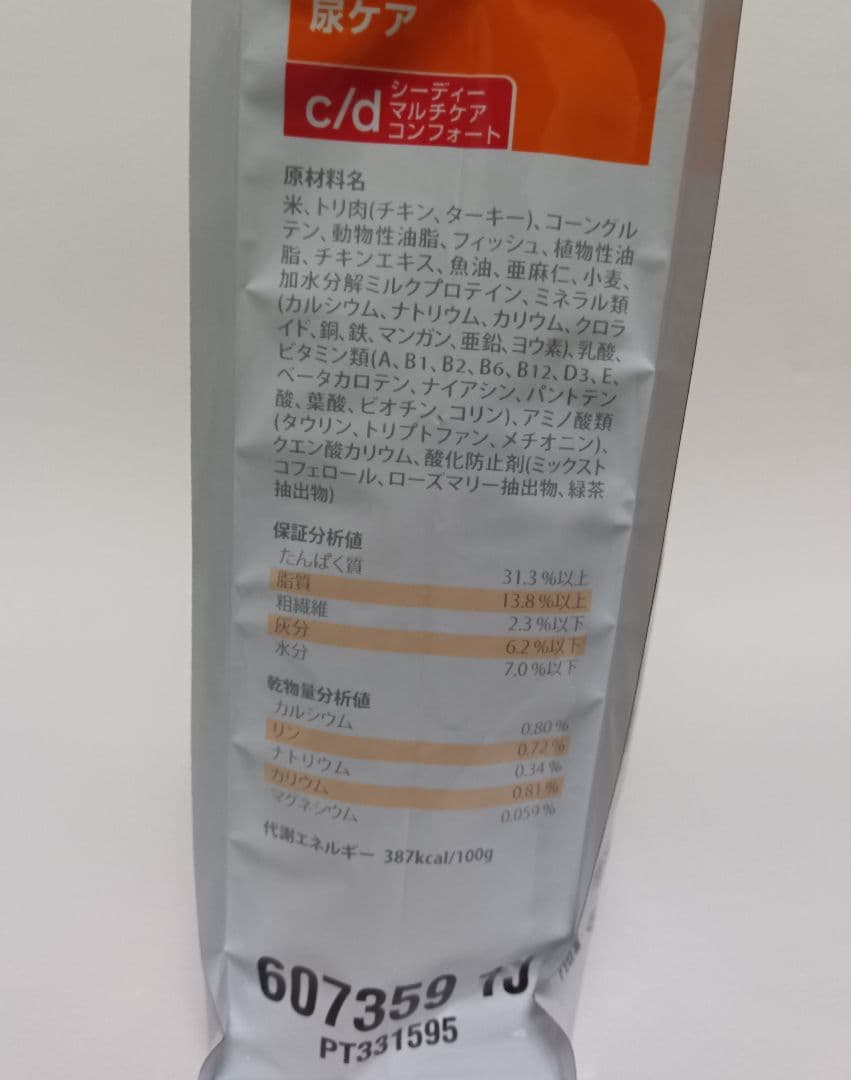 尿ケア
c/d
シーディー
マルチケア
コンフォート
原材料名
米、トリ肉(チキン、ターキー)、コーングル
テン、動物性油脂、フィッシュ、植物性油
脂、チキンエキス、魚油、亜麻仁、小麦、
加水分解ミルクプロテイン、ミネラル類
(カルシウム、ナトリウム、カリウム、クロラ
イド、銅、鉄、マンガン、亜鉛、ヨウ素)、乳酸、
ビタミン類(A、B1、B2、B6、B12、D3、E、
ベータカロテン、ナイアシン、パントテン
酸、葉酸、ビオチン、コリン)、アミノ酸類
(タウリン、トリプトファン、メチオニン)、
クエン酸カリウム、酸化防止剤(ミックスト
コフェロール、ローズマリー抽出物、緑茶
抽出物)
保証分析値
たんぱく質 31.3%以上
脂質 13.8%以上
粗繊維 2.3%以下
灰分 6.2%以下
水分 7.0%以下
乾物量分析値
カルシウム 0.80%
リン 0.72%
ナトリウム 0.34%
カリウム 0.81%
マグネシウム 0.059%
代謝エネルギー 387kcal/100g
607359
PT331595